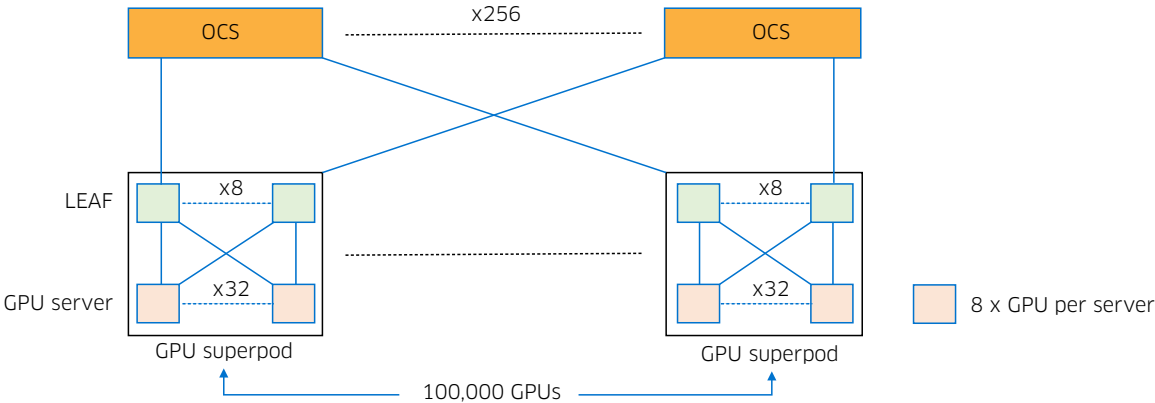 x256
OCS
OCS
LEAF
x8
x8
GPU server
x32
x32
8 x GPU per server
GPU superpod
GPU superpod
100,000 GPUs